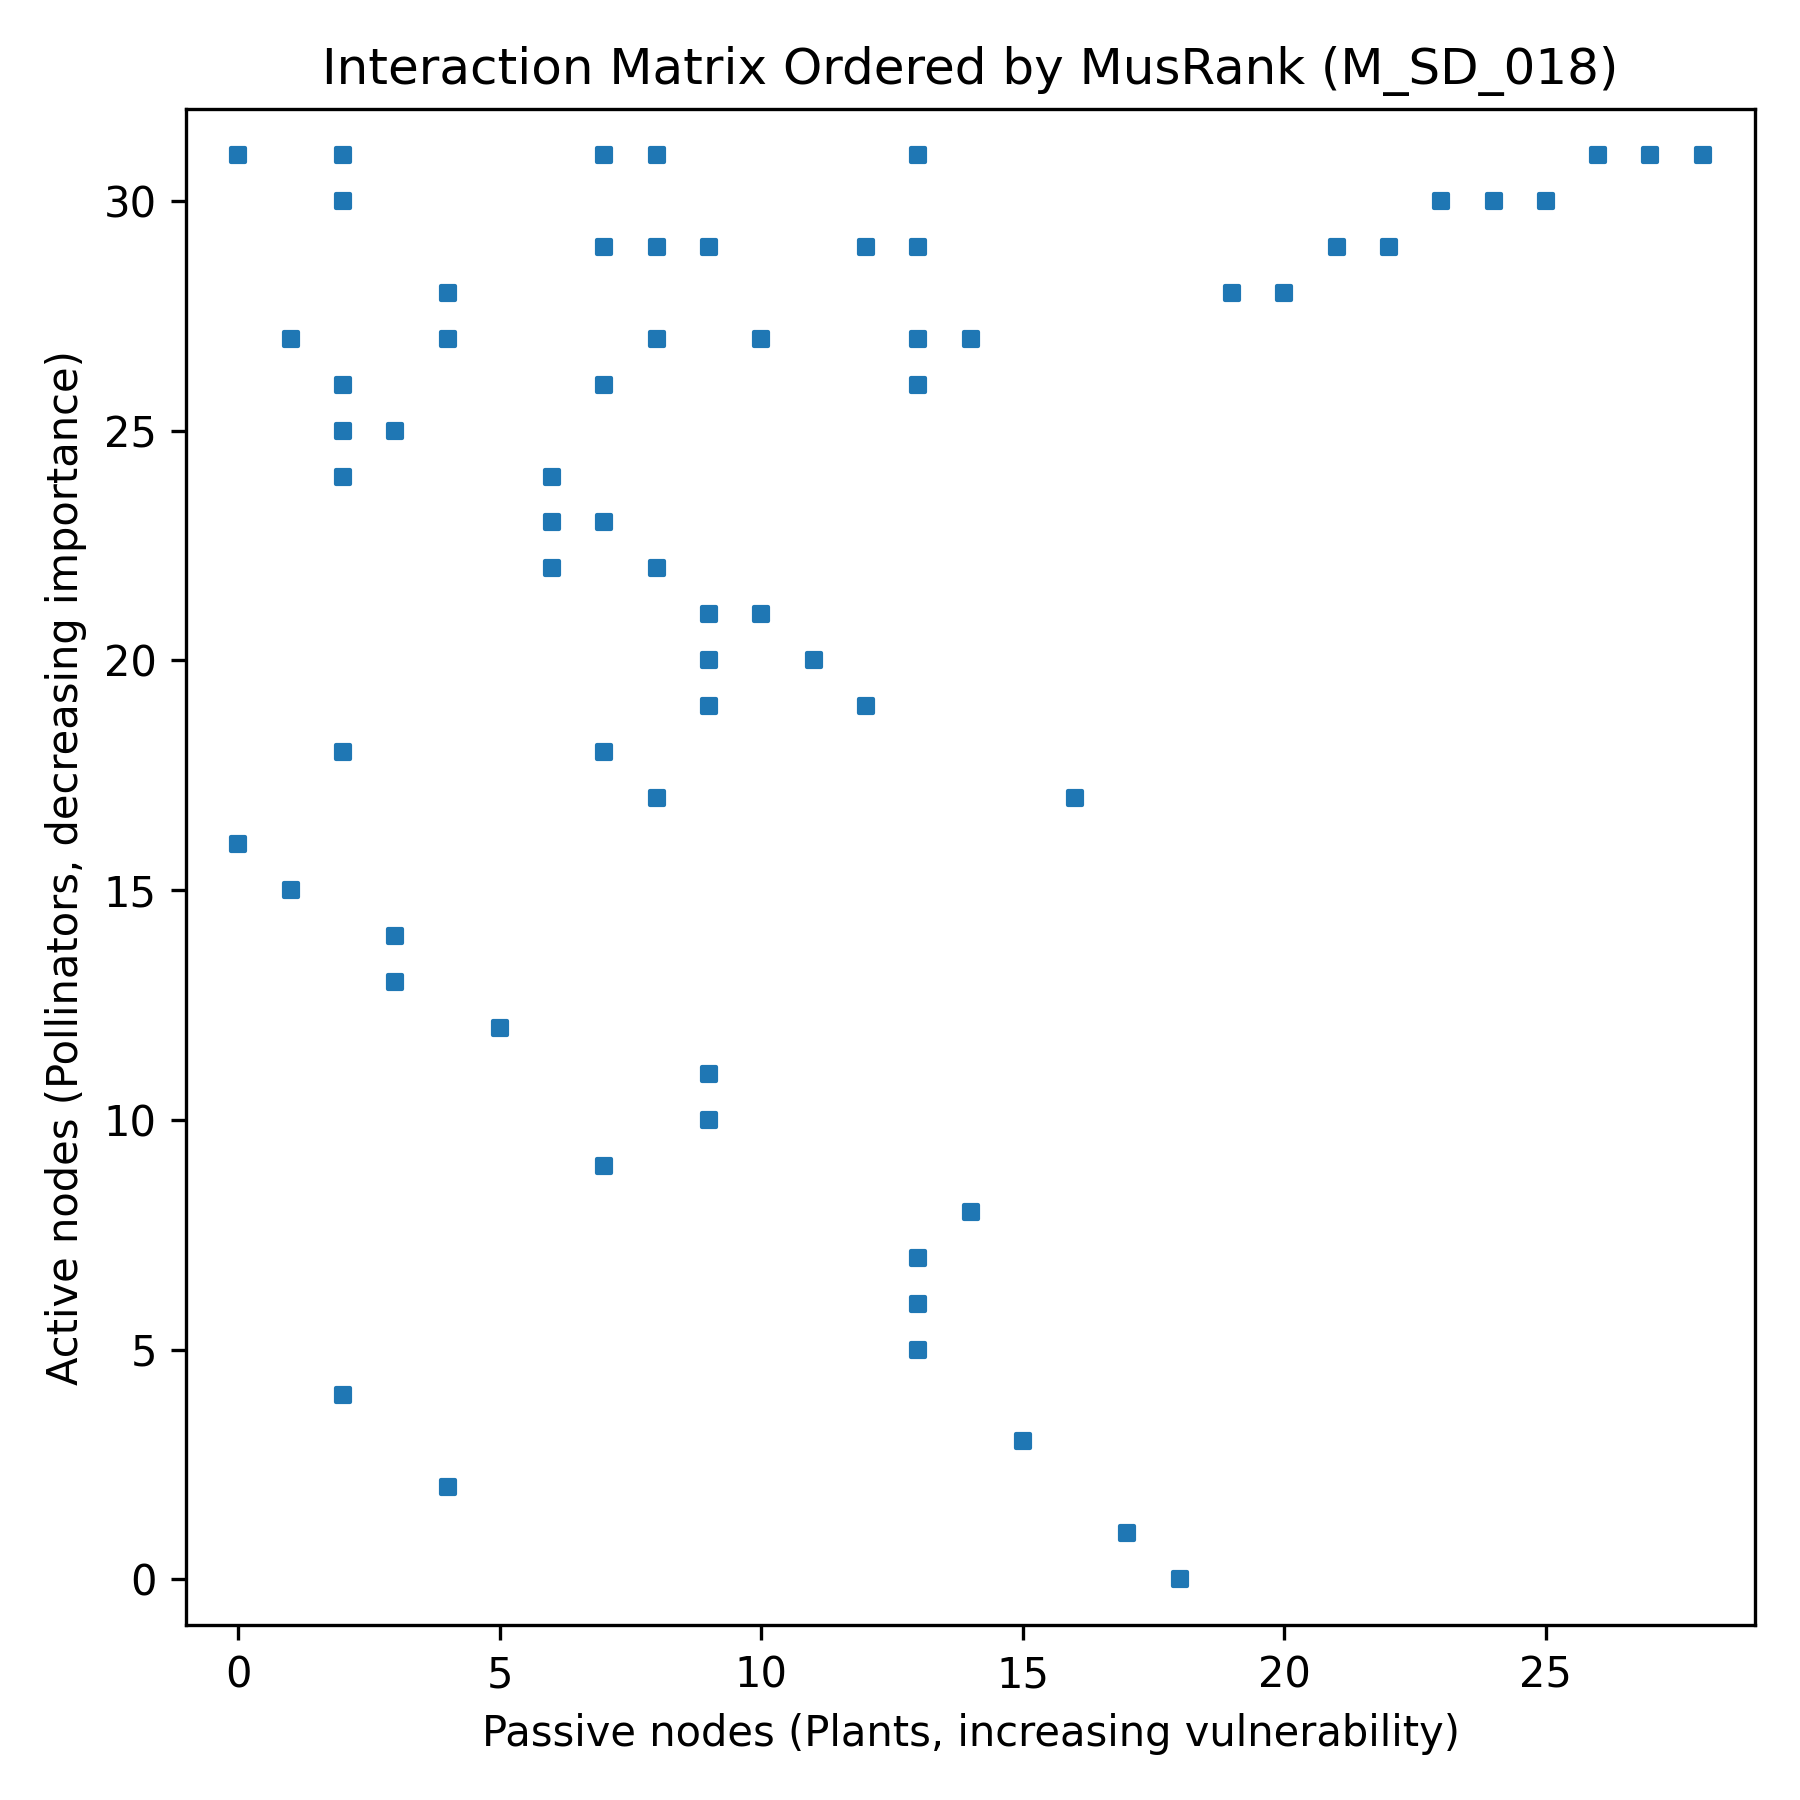 Interaction Matrix Ordered by MusRank (M_SD_018)
Active nodes (Pollinators, decreasing importance)
30
25
20
15
10
5
0
0 5 10 15 20 25
Passive nodes (Plants, increasing vulnerability)